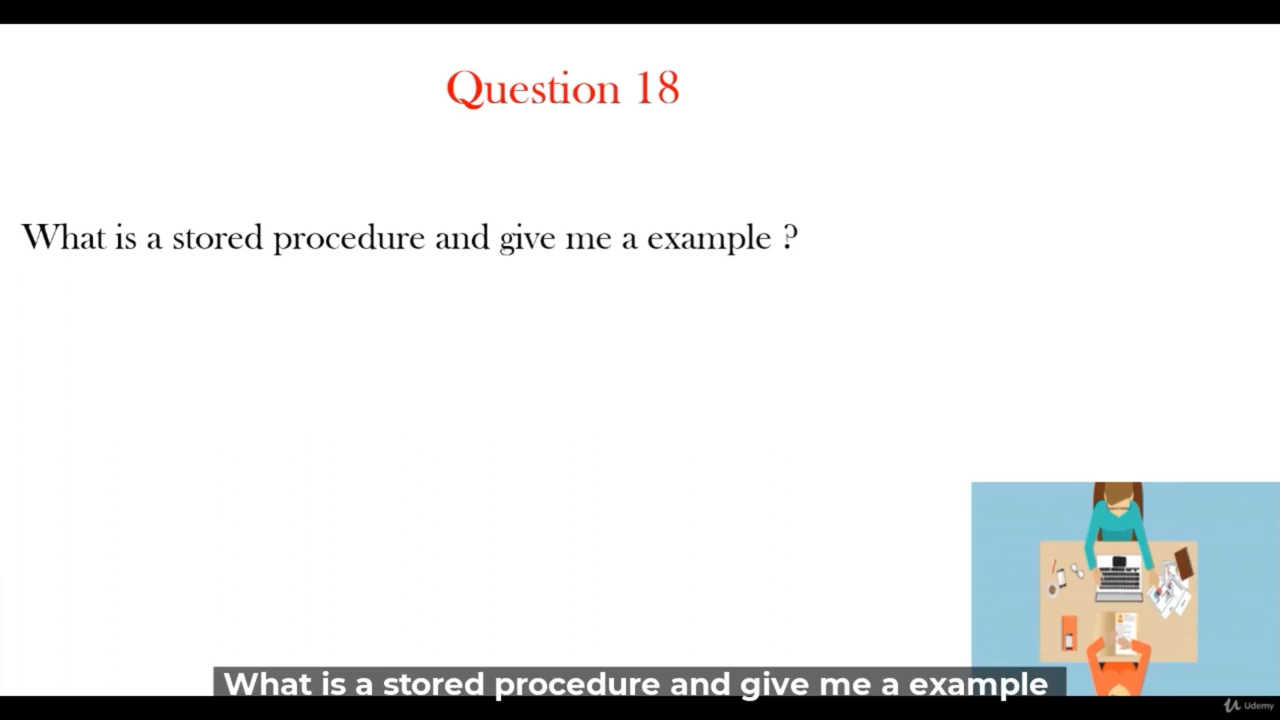 Question 18
What is a stored procedure and give me a example ?
What is a stored procedure and give me a example
Udemy